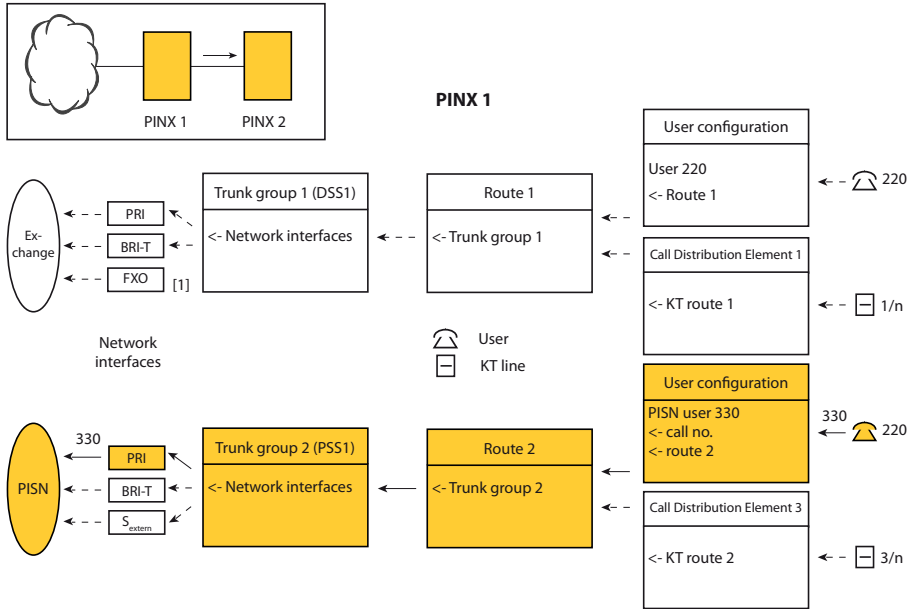 PINX 1
PINX 2
PINX 1
User configuration
User 220
<- Route 1
220
Trunk group 1 (DSS1)
<- Network interfaces
Route 1
<- Trunk group 1
Ex-
change
PRI
BRI-T
FXO
[1]
Call Distribution Element 1
<- KT route 1
1/n
Network
interfaces
User
KT line
User configuration
PISN user 330
<- call no.
<- route 2
330
220
Trunk group 2 (PSS1)
<- Network interfaces
Route 2
<- Trunk group 2
330
PISN
PRI
BRI-T
Sextern
Call Distribution Element 3
<- KT route 2
3/n